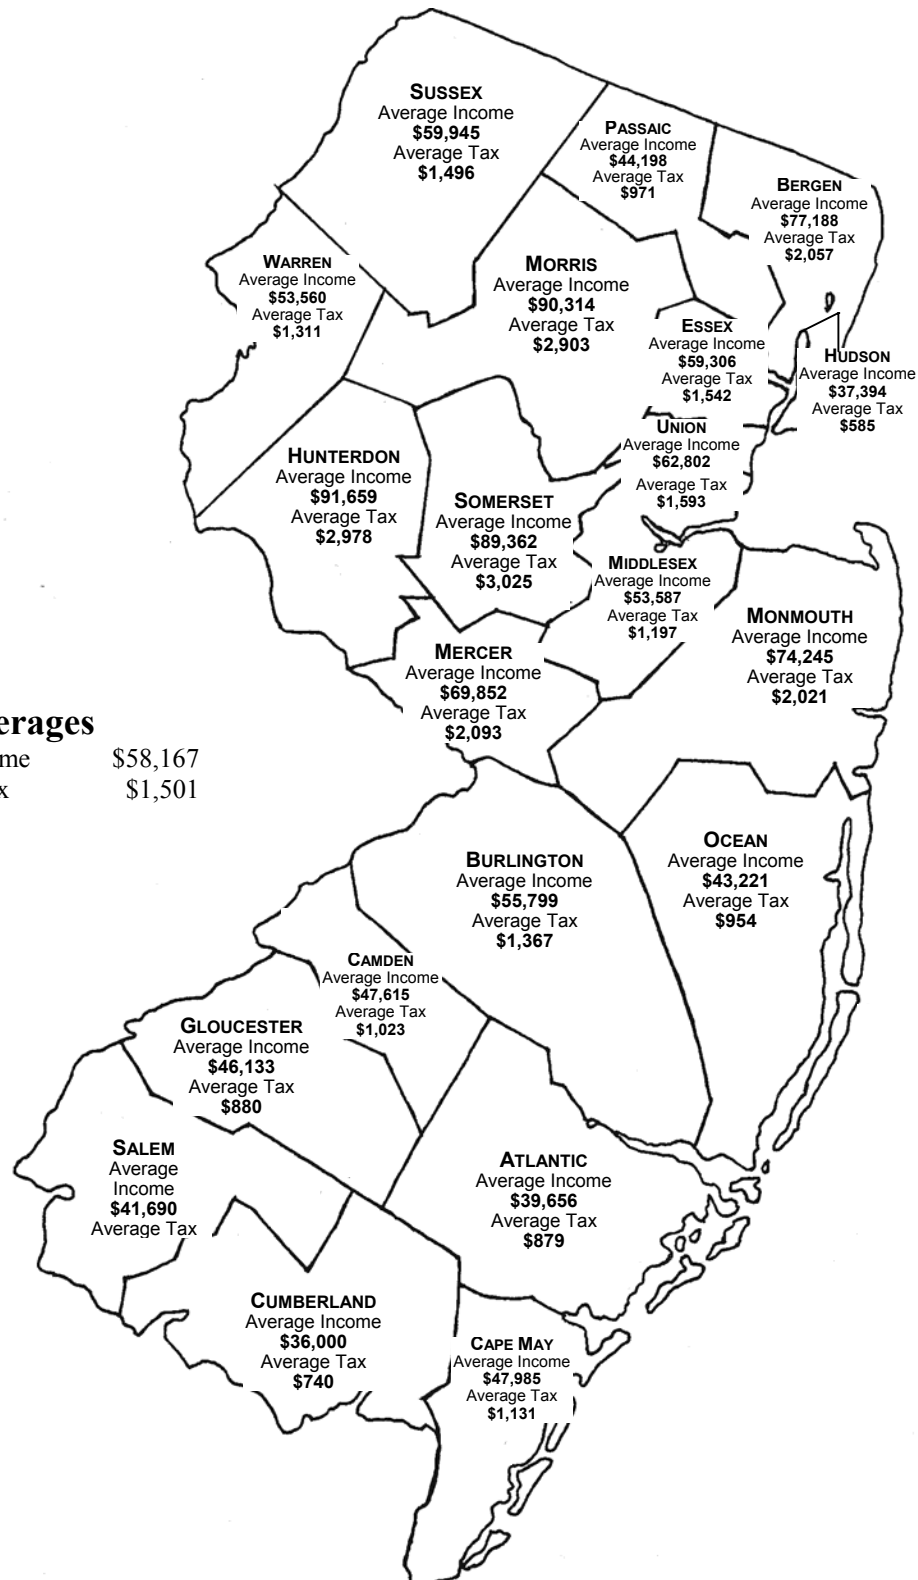 SUSSEX
Average Income
$59,945
Average Tax
$1,496
PASSAIC
Average Income
$44,198
Average Tax
$971
BERGEN
Average Income
$77,188
Average Tax
$2,057
WARREN
Average Income
$53,560
Average Tax
$1,311
MORRIS
Average Income
$90,314
Average Tax
$2,903
ESSEX
Average Income
$59,306
Average Tax
$1,542
HUDSON
Average Income
$37,394
Average Tax
$585
UNION
Average Income
$62,802
Average Tax
$1,593
HUNTERDON
Average Income
$91,659
Average Tax
$2,978
SOMERSET
Average Income
$89,362
Average Tax
$3,025
MIDDLESEX
Average Income
$53,587
Average Tax
$1,197
MONMOUTH
Average Income
$74,245
Average Tax
$2,021
MERCER
Average Income
$69,852
Average Tax
$2,093
erages
me $58,167
x $1,501
OCEAN
Average Income
$43,221
Average Tax
$954
BURLINGTON
Average Income
$55,799
Average Tax
$1,367
CAMDEN
Average Income
$47,615
Average Tax
$1,023
GLOUCESTER
Average Income
$46,133
Average Tax
$880
SALEM
Average
Income
$41,690
Average Tax
ATLANTIC
Average Income
$39,656
Average Tax
$879
CUMBERLAND
Average Income
$36,000
Average Tax
$740
CAPE MAY
Average Income
$47,985
Average Tax
$1,131